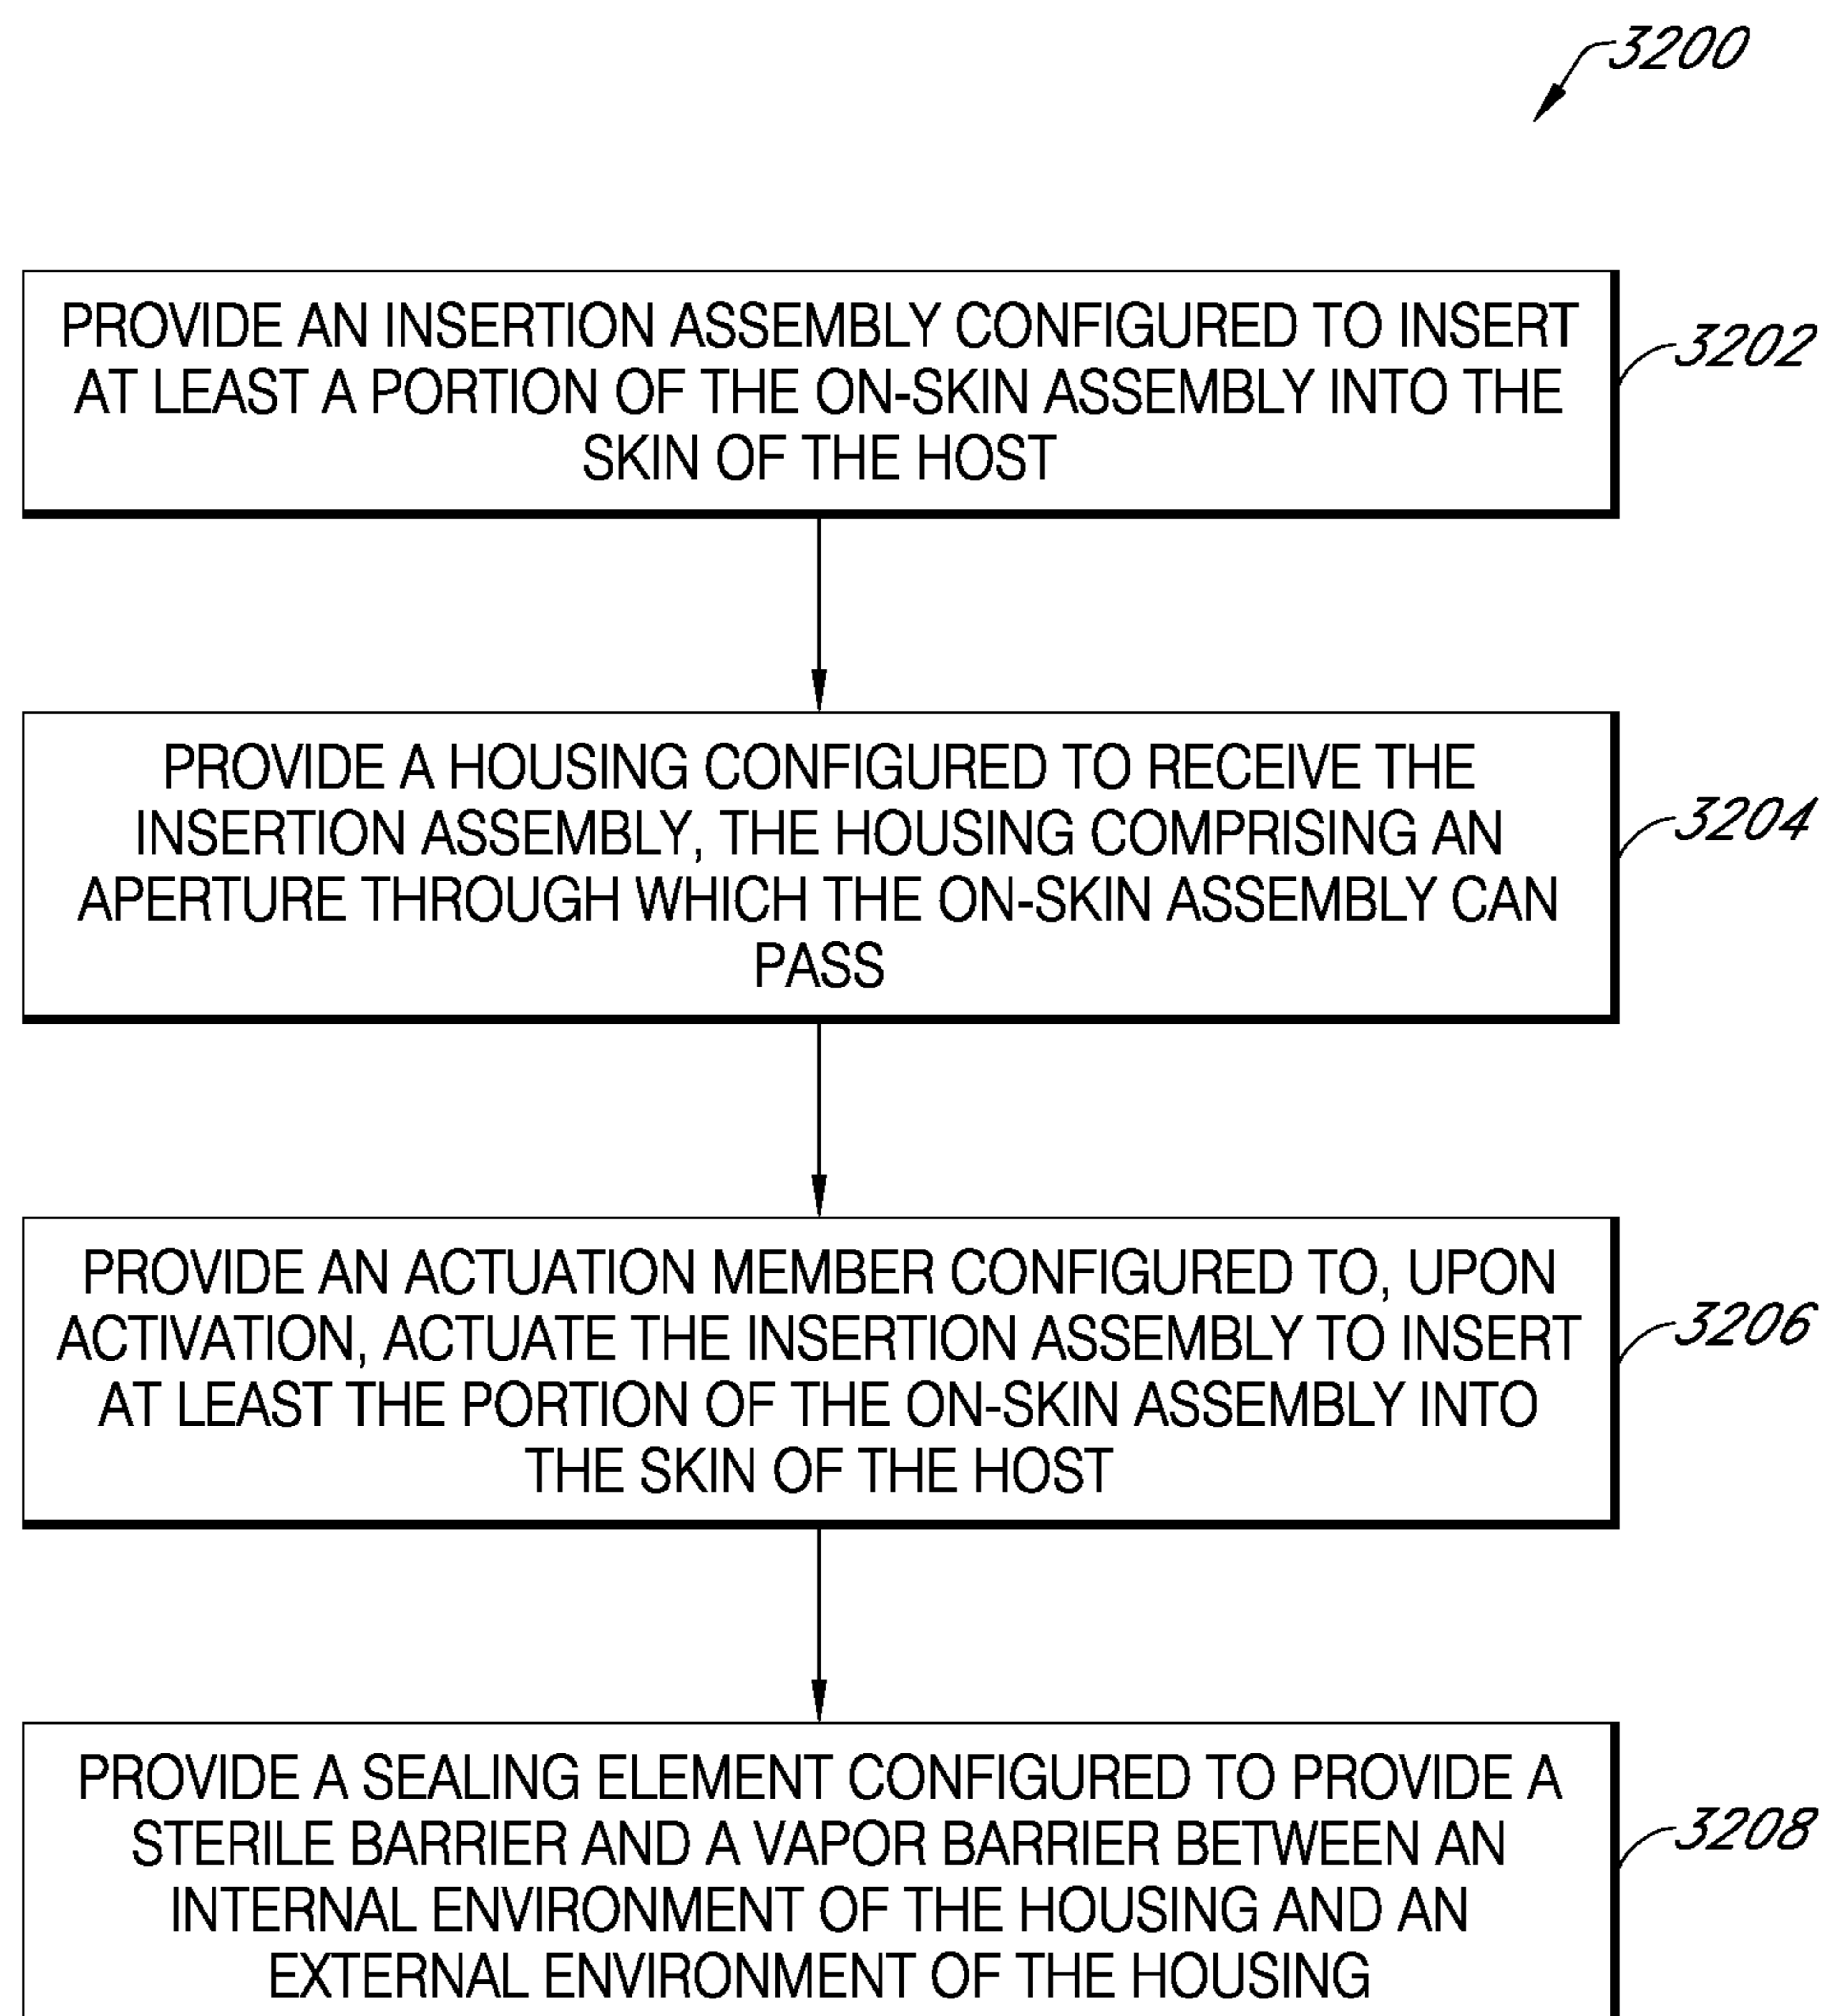 3200
PROVIDE AN INSERTION ASSEMBLY CONFIGURED TO INSERT
AT LEAST A PORTION OF THE ON-SKIN ASSEMBLY INTO THE
SKIN OF THE HOST
3202
PROVIDE A HOUSING CONFIGURED TO RECEIVE THE
INSERTION ASSEMBLY, THE HOUSING COMPRISING AN
APERTURE THROUGH WHICH THE ON-SKIN ASSEMBLY CAN
PASS
3204
PROVIDE AN ACTUATION MEMBER CONFIGURED TO, UPON
ACTIVATION, ACTUATE THE INSERTION ASSEMBLY TO INSERT
AT LEAST THE PORTION OF THE ON-SKIN ASSEMBLY INTO
THE SKIN OF THE HOST
3206
PROVIDE A SEALING ELEMENT CONFIGURED TO PROVIDE A
STERILE BARRIER AND A VAPOR BARRIER BETWEEN AN
INTERNAL ENVIRONMENT OF THE HOUSING AND AN
EXTERNAL ENVIRONMENT OF THE HOUSING
3208